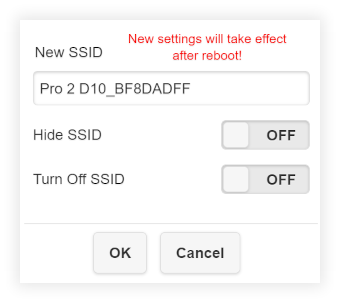 New SSID
New settings will take effect
after reboot!
Pro 2 D10_BF8DADFF
Hide SSID
OFF
Turn Off SSID
OFF
OK
Cancel